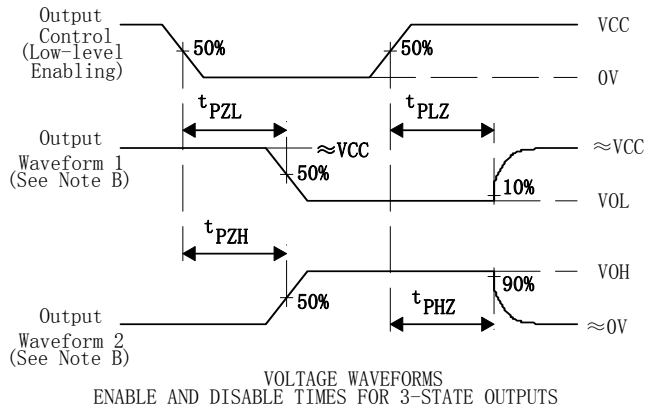 Output
Control
(Low-level
Enabling)
50%
50%
VCC
0V
tPZL
tPLZ
Output
Waveform 1
(See Note B)
≈VCC
50%
10%
≈VCC
VOL
tPZH
tPHZ
Output
Waveform 2
(See Note B)
50%
90%
VOH
≈0V
VOLTAGE WAVEFORMS
ENABLE AND DISABLE TIMES FOR 3-STATE OUTPUTS